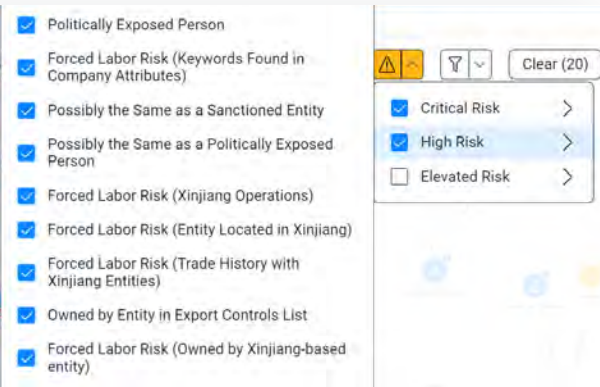 Politically Exposed Person
Forced Labor Risk (Keywords Found in
Company Attributes)
Possibly the Same as a Sanctioned Entity
Possibly the Same as a Politically Exposed
Person
Forced Labor Risk (Xinjiang Operations)
Forced Labor Risk (Entity Located in Xinjiang)
Forced Labor Risk (Trade History with
Xinjiang Entities)
Owned by Entity in Export Controls List
Forced Labor Risk (Owned by Xinjiang-based
entity)
Clear (20)
Critical Risk
High Risk
Elevated Risk